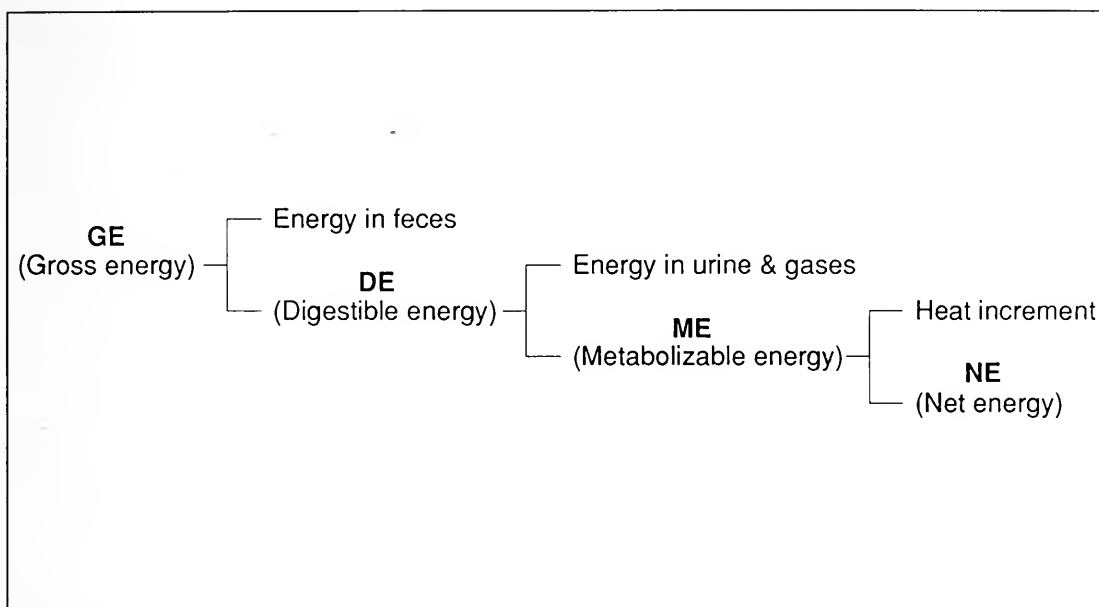 GE
(Gross energy)
Energy in feces
DE
(Digestible energy)
Energy in urine & gases
ME
(Metabolizable energy)
Heat increment
NE
(Net energy)